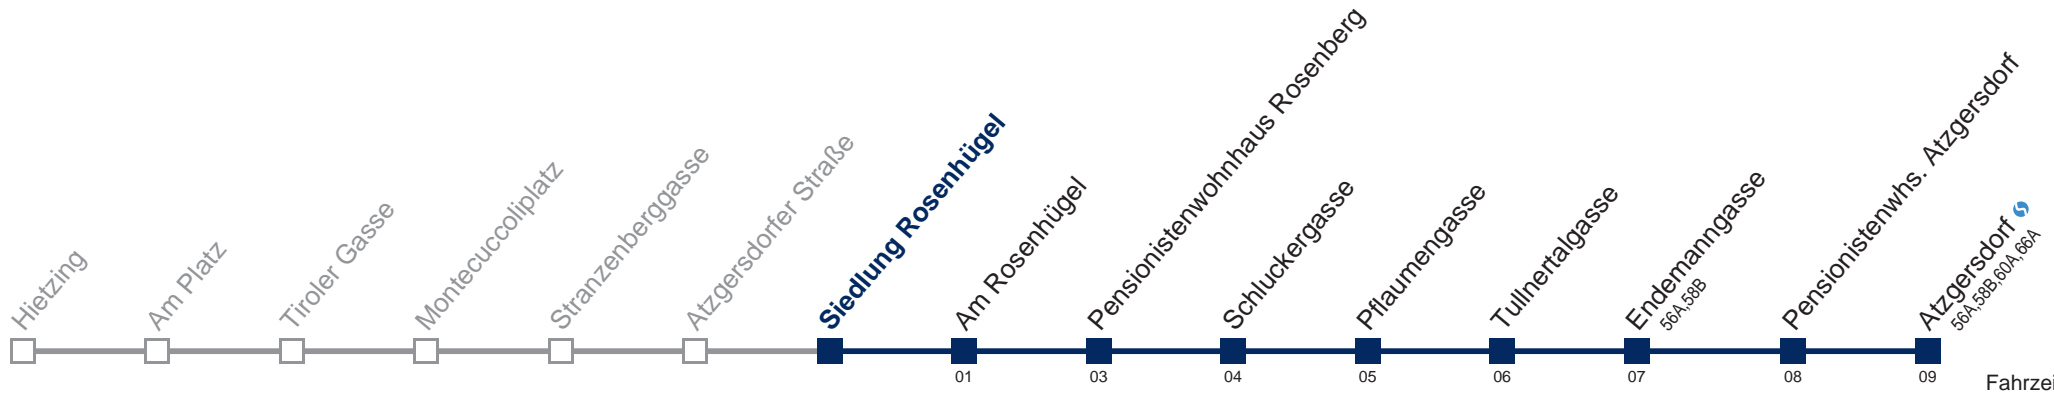 Hietzing
Am Platz
Tiroler Gasse
Montecuccoliplatz
Stranzenberggasse
Atzgersdorfer Straße
Siedlung Rosenhügel
Am Rosenhügel
Pensionistenwohnhaus Rosenberg
Schluckergasse
Pflaumengasse
Tullnertalgasse
Endemanngasse
56A,58B
Pensionistenwhs. Atzgersdorf
Atzgersdorf
56A,58B,60A,66A
01
03
04
05
06
07
08
09
Fahrzei